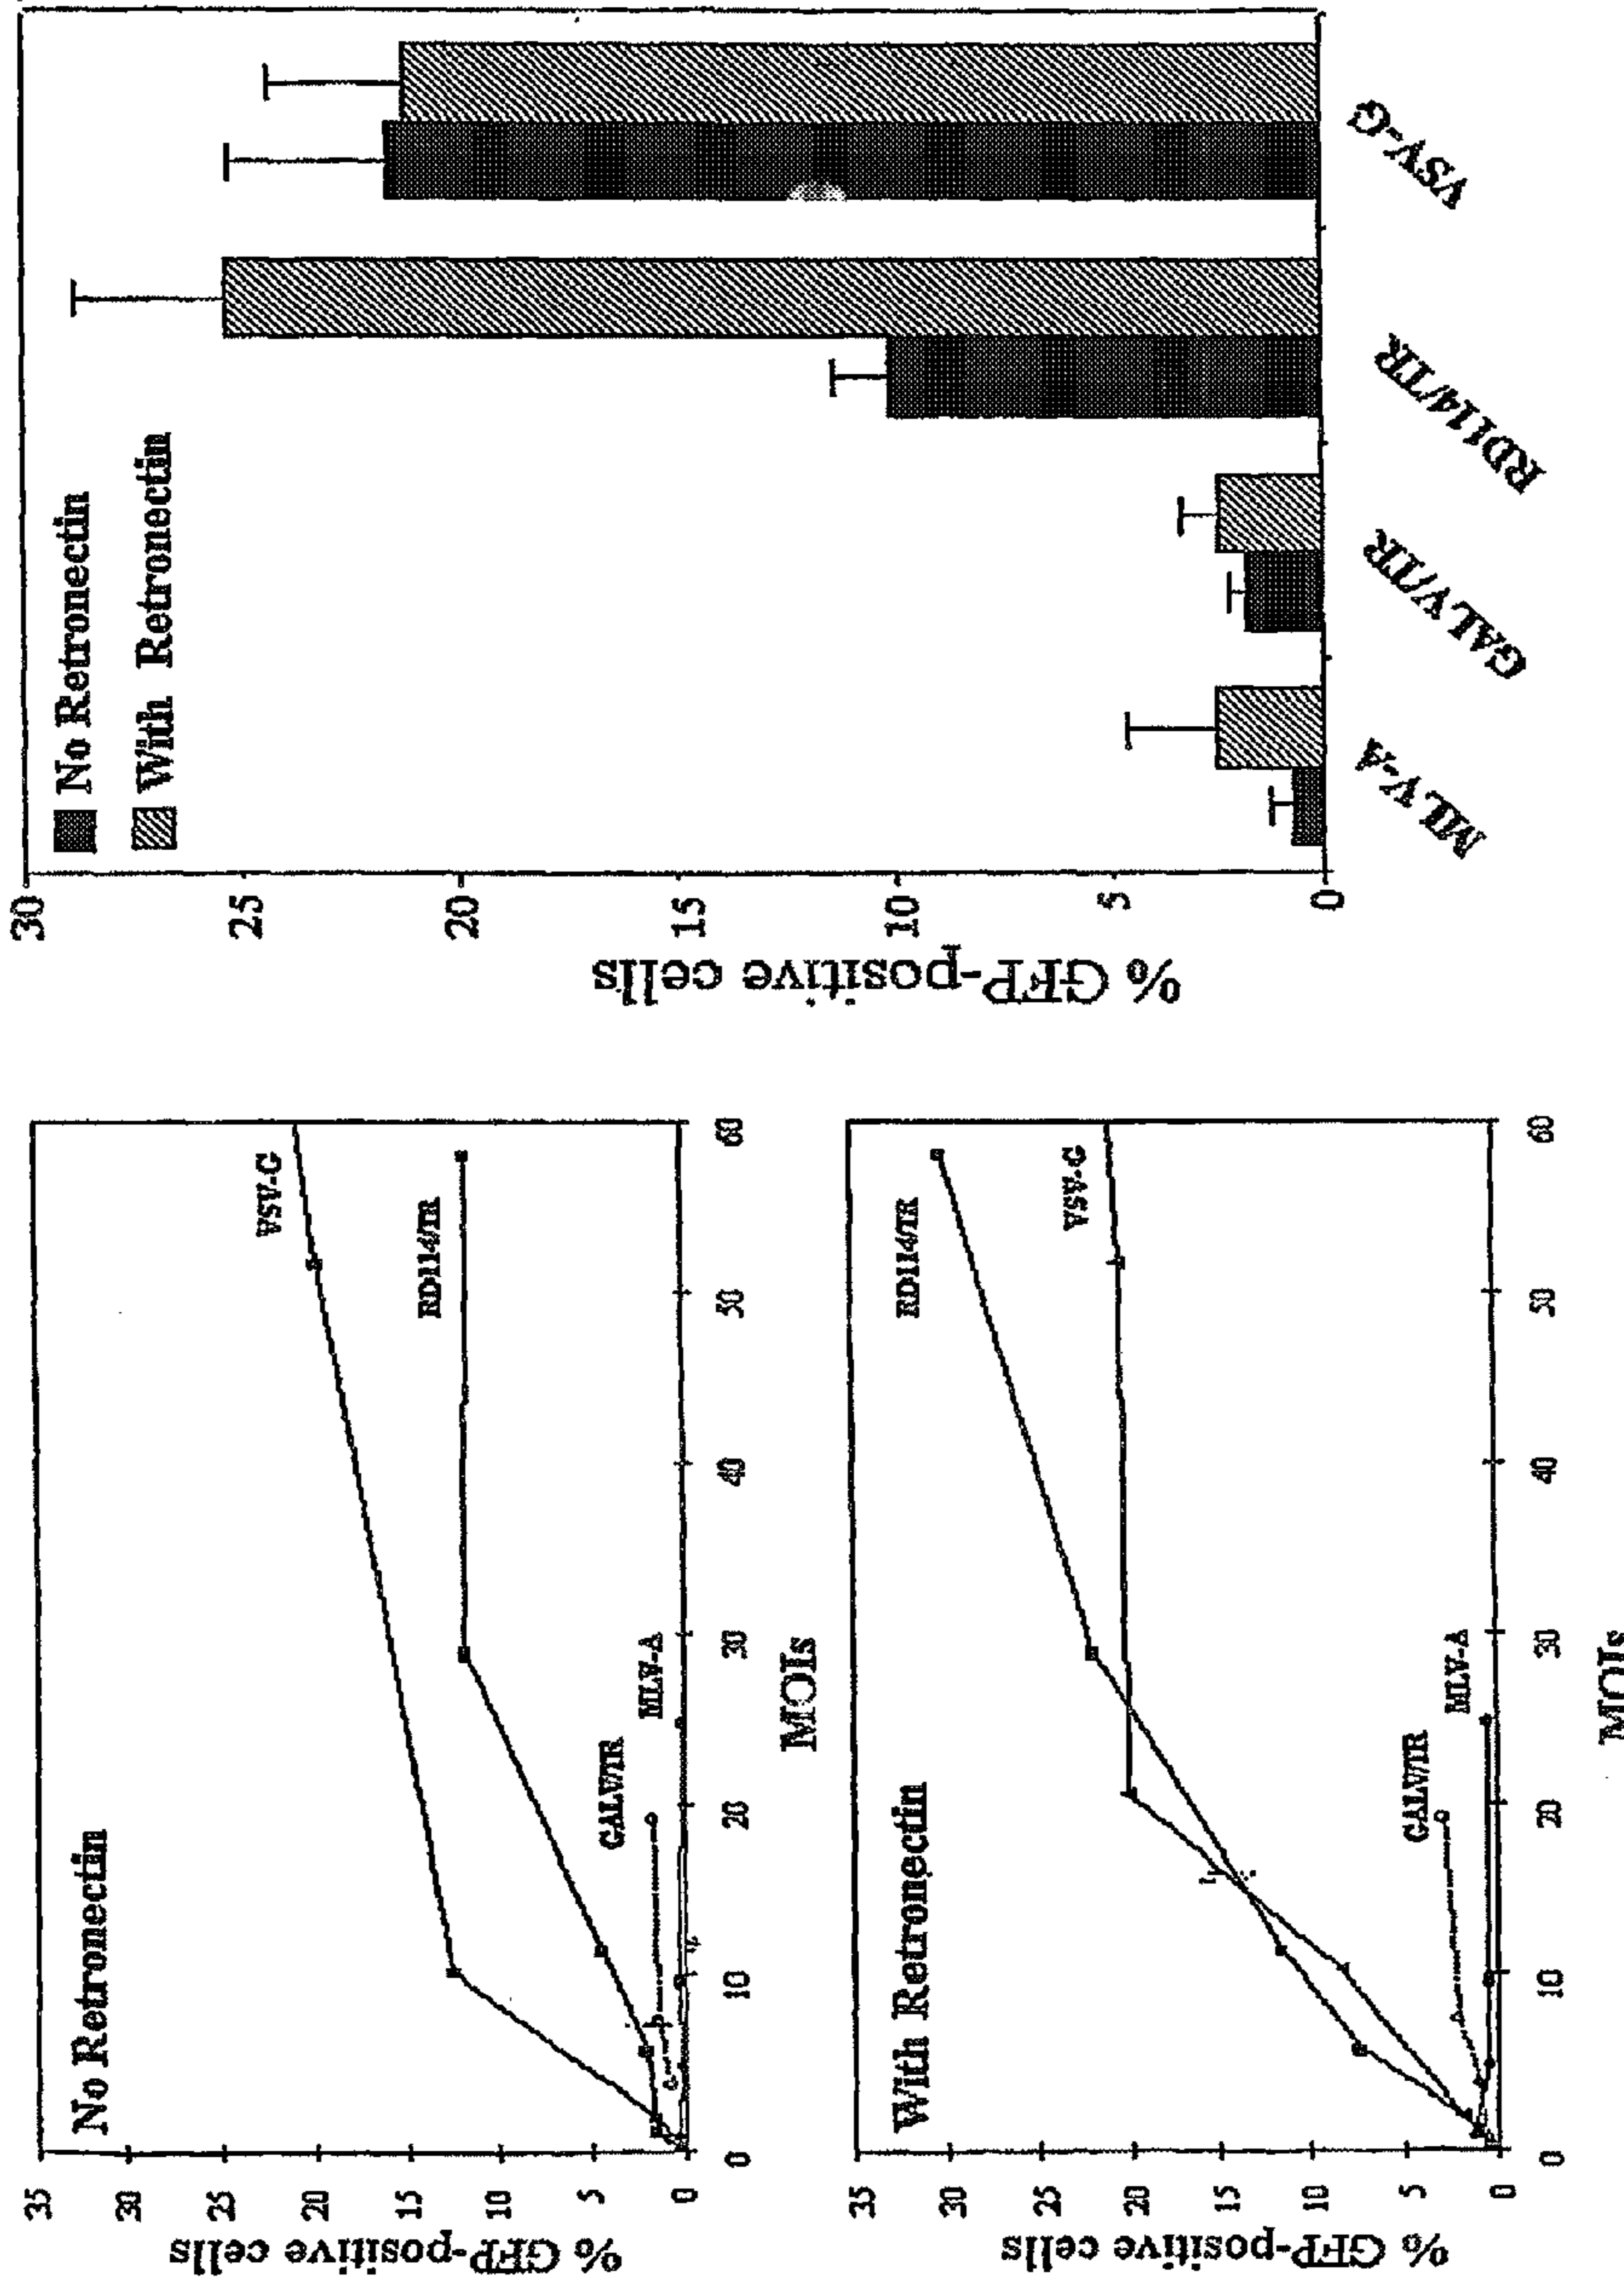 No Retronectin
% GFP-positive cells
35
30
25
20
15
10
5
0
VSV-G
RD114/TR
GALV/TR
MLV-A
0
10
20
30
40
50
60
MOIs
With Retronectin
% GFP-positive cells
35
30
25
20
15
10
5
0
RD114/TR
VSV-G
GALV/TR
MLV-A
0
10
20
30
40
50
60
MOIs
No Retronectin
With Retronectin
% GFP-positive cells
30
25
20
15
10
5
0
MLV-A
GALV/TR
RD114/TR
VSV-G